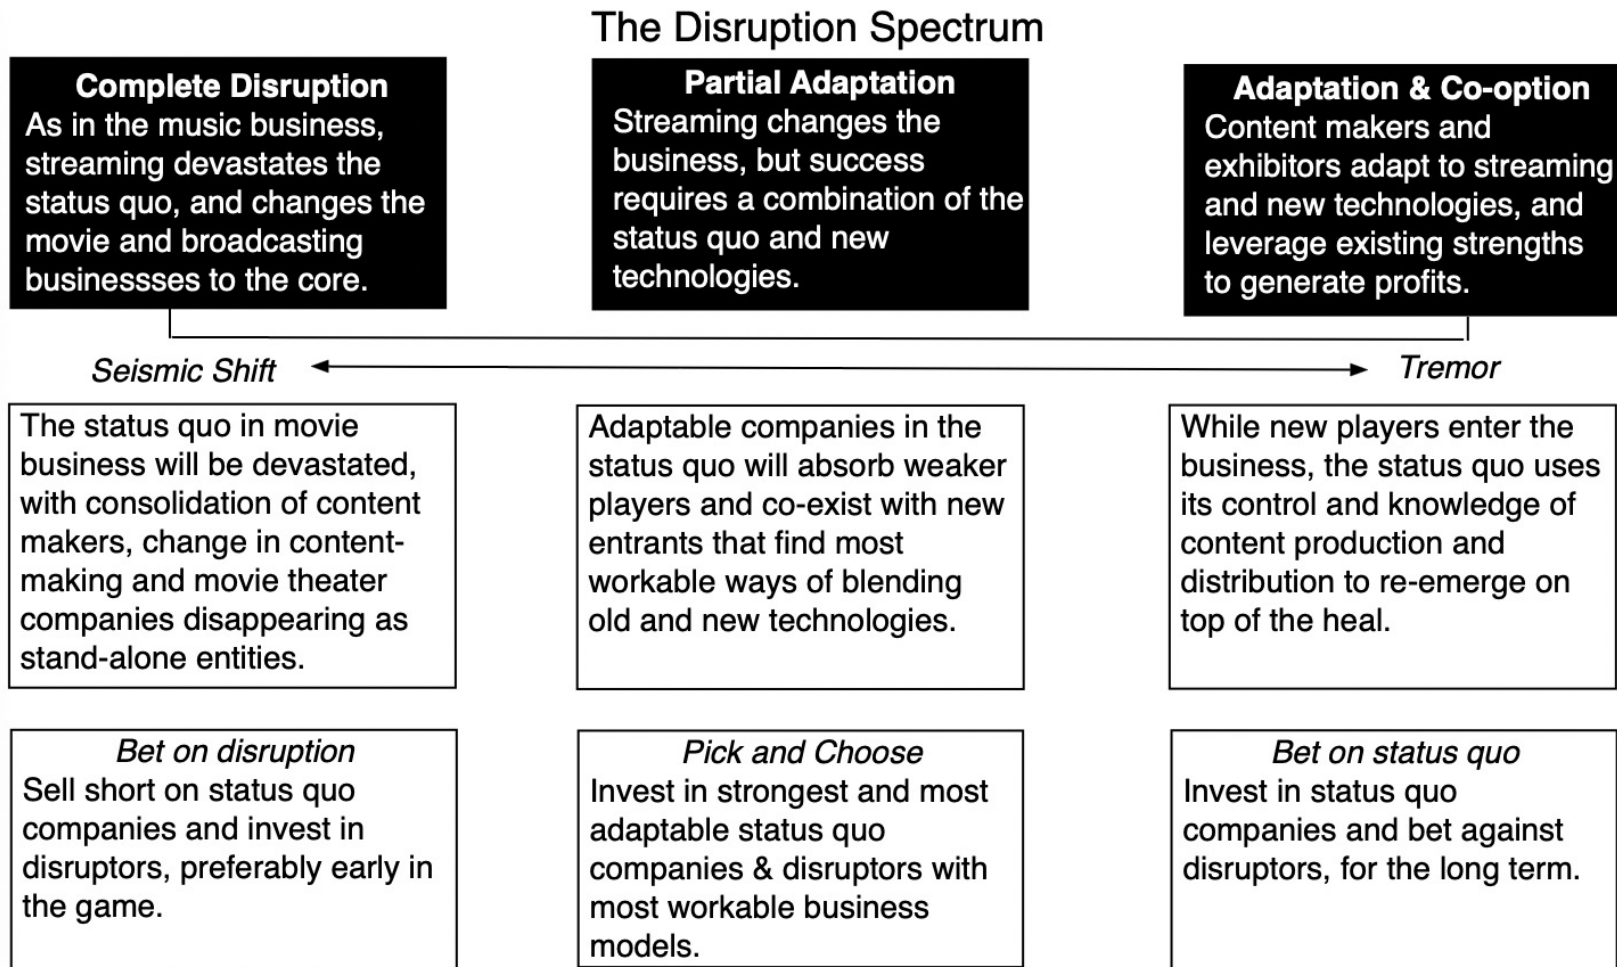 The Disruption Spectrum
Complete Disruption
As in the music business,
streaming devastates the
status quo, and changes the
movie and broadcasting
businessses to the core.
Partial Adaptation
Streaming changes the
business, but success
requires a combination of the
status quo and new
technologies.
Adaptation & Co-option
Content makers and
exhibitors adapt to streaming
and new technologies, and
leverage existing strengths
to generate profits.
Seismic Shift
Tremor
The status quo in movie
business will be devastated,
with consolidation of content
makers, change in content-
making and movie theater
companies disappearing as
stand-alone entities.
Adaptable companies in the
status quo will absorb weaker
players and co-exist with new
entrants that find most
workable ways of blending
old and new technologies.
While new players enter the
business, the status quo uses
its control and knowledge of
content production and
distribution to re-emerge on
top of the heal.
Bet on disruption
Sell short on status quo
companies and invest in
disruptors, preferably early in
the game.
Pick and Choose
Invest in strongest and most
adaptable status quo
companies & disruptors with
most workable business
models.
Bet on status quo
Invest in status quo
companies and bet against
disruptors, for the long term.